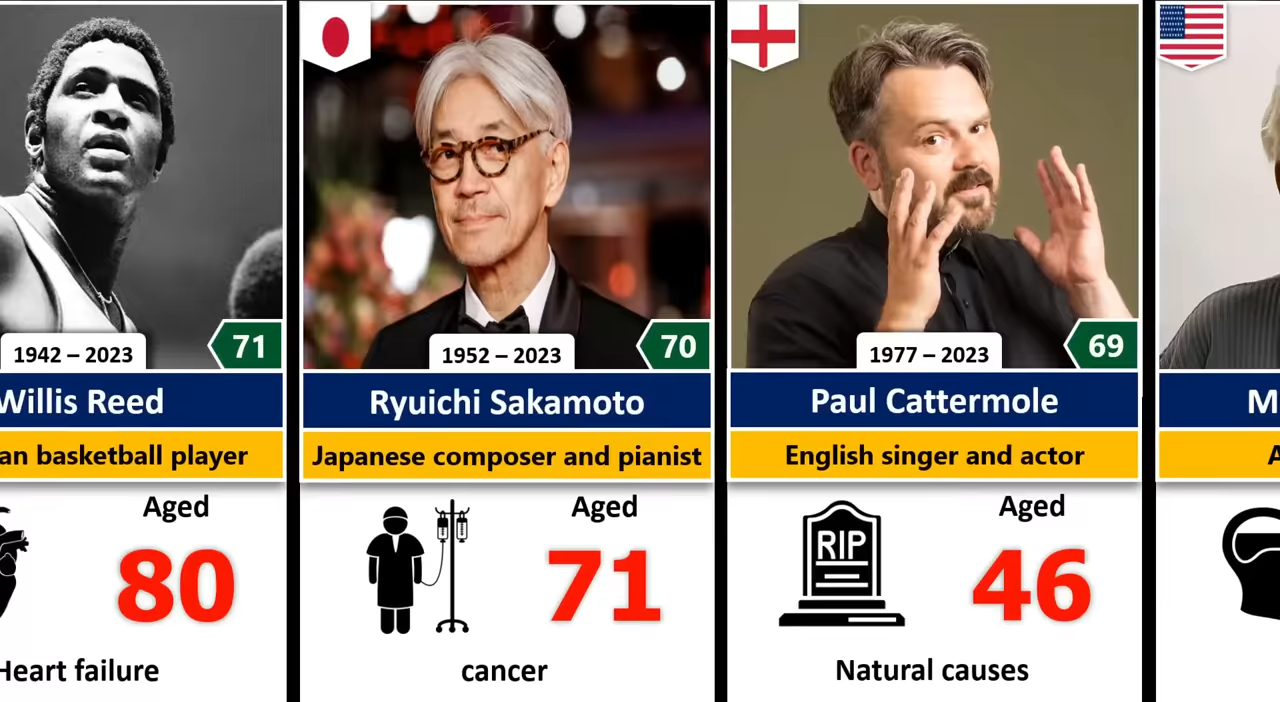 1942 – 2023
71
Willis Reed
an basketball player
Aged
80
Heart failure
1952 – 2023
70
Ryuichi Sakamoto
Japanese composer and pianist
Aged
71
cancer
1977 – 2023
69
Paul Cattermole
English singer and actor
RIP
Aged
46
Natural causes
M
A